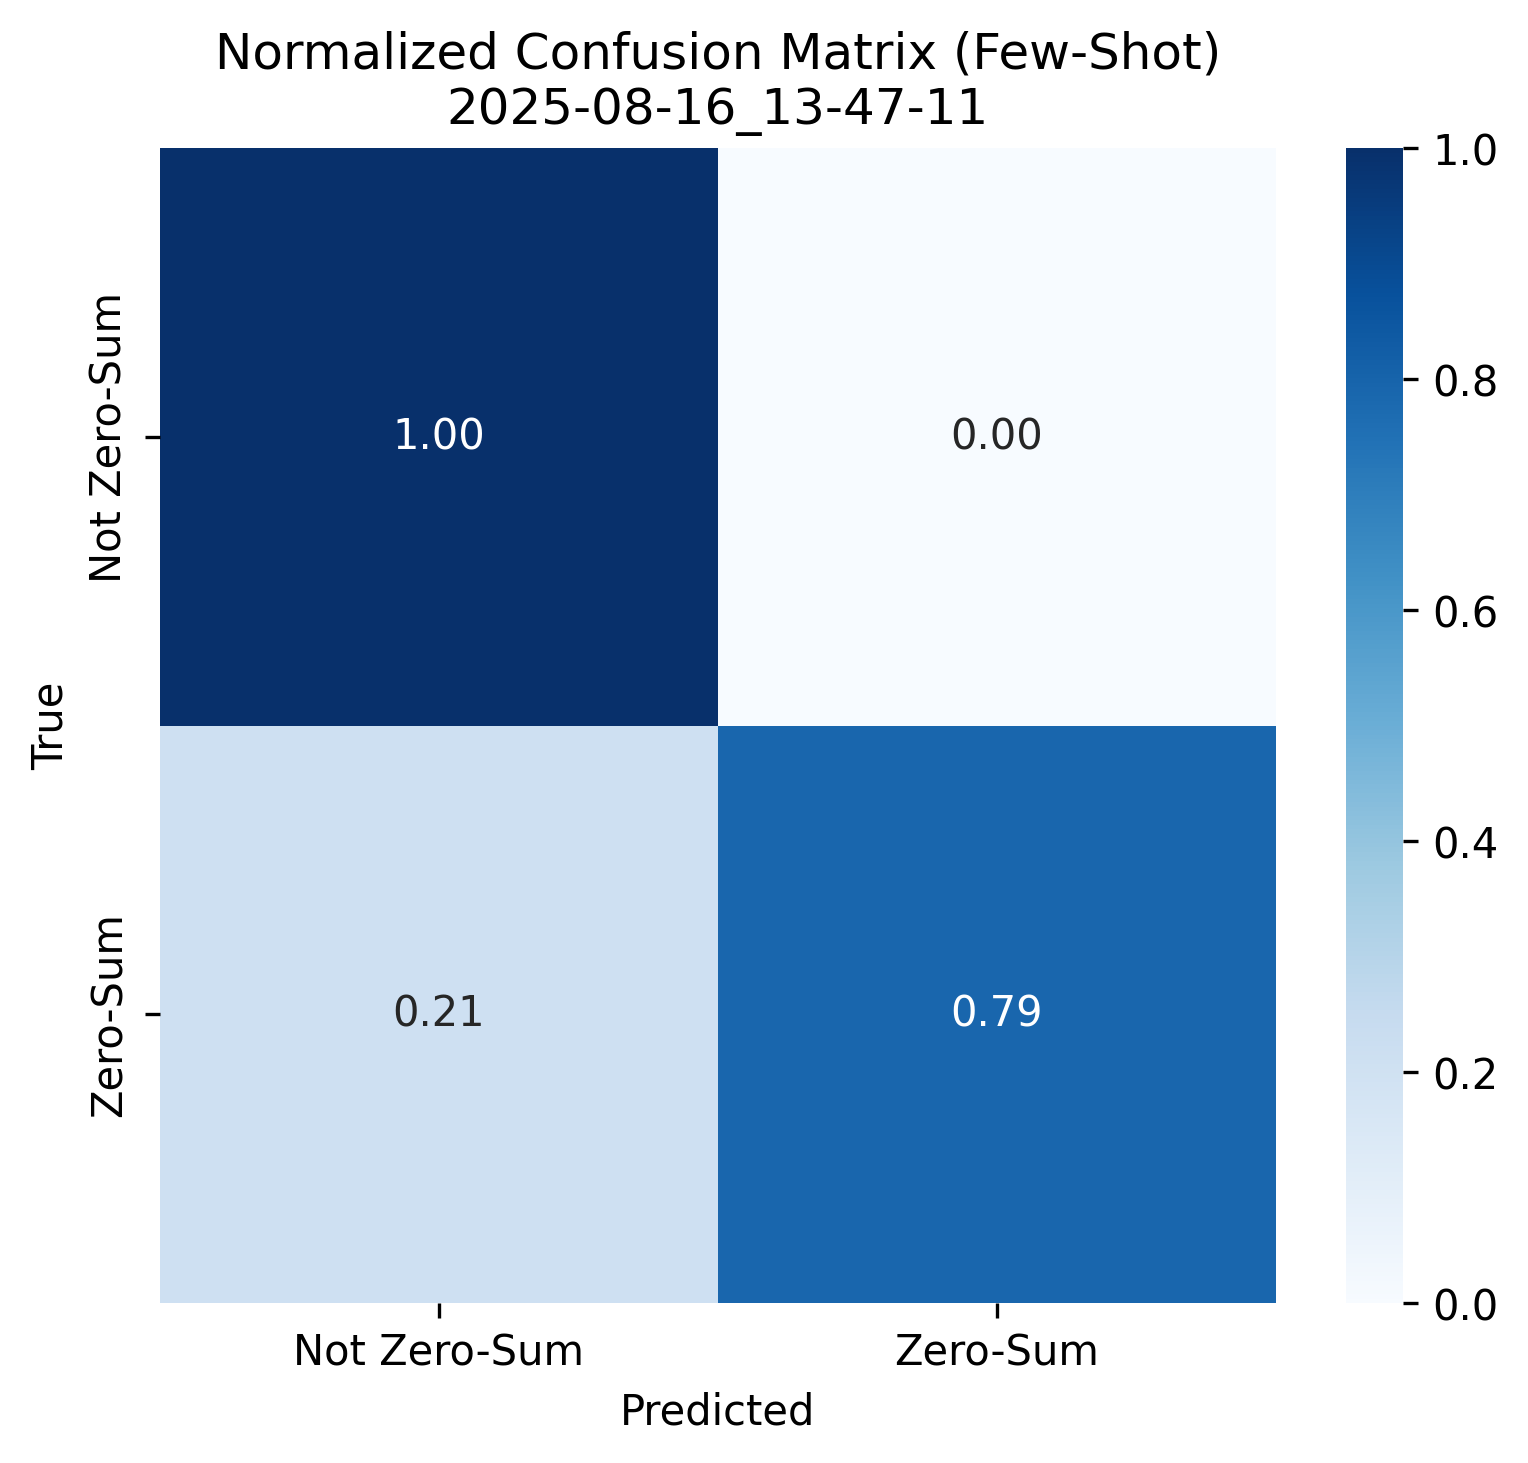 Normalized Confusion Matrix (Few-Shot)
2025-08-16_13-47-11
True
Not Zero-Sum
1.00
0.00
Zero-Sum
0.21
0.79
Not Zero-Sum
Zero-Sum
Predicted
1.0
0.8
0.6
0.4
0.2
0.0